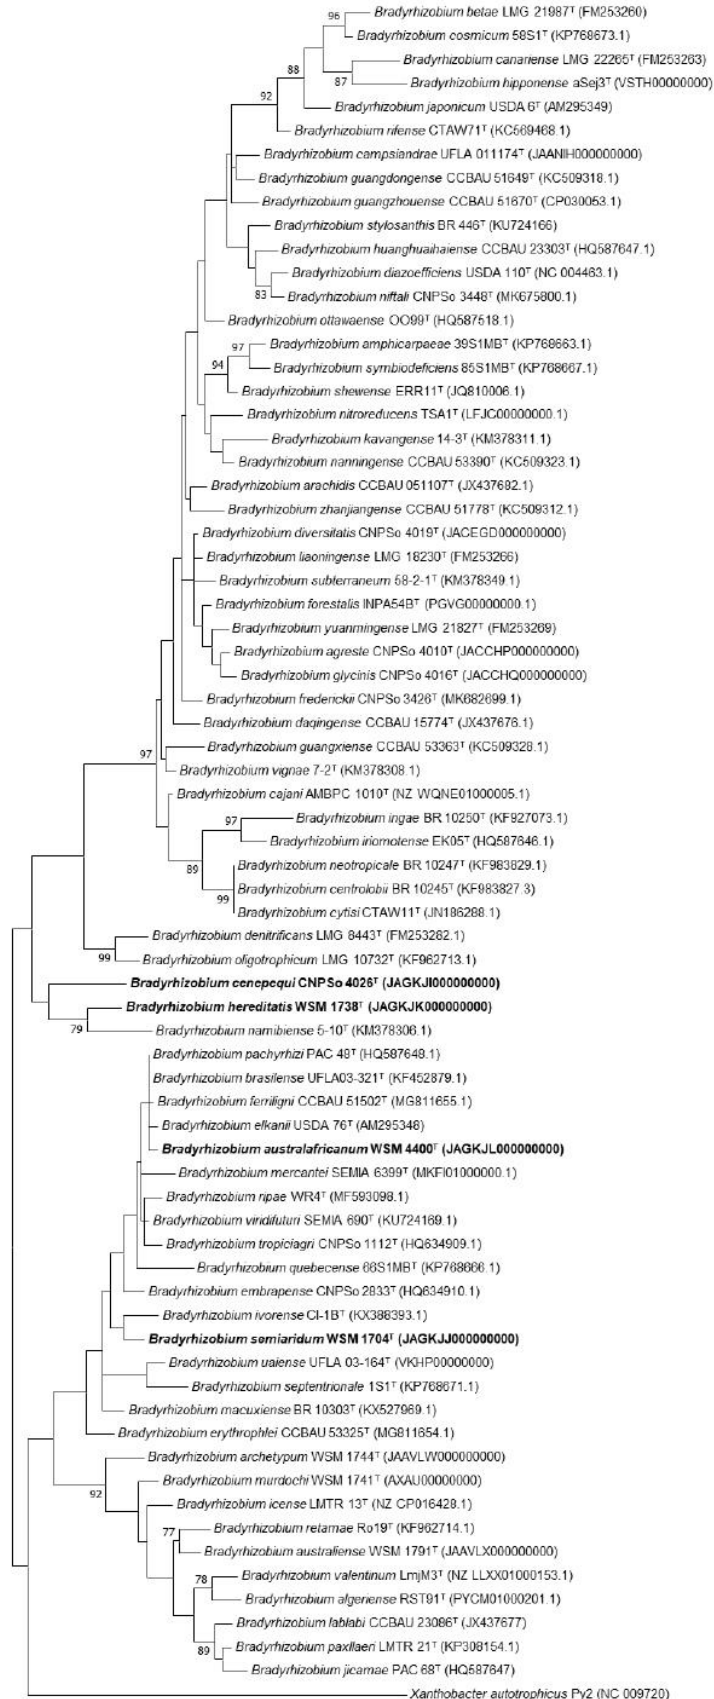 96
Bradyrhizobium betae LMG 21987ᵀ (FM253260)
Bradyrhizobium cosmicum 58S1ᵀ (KP768673.1)
Bradyrhizobium canariense LMG 22265ᵀ (FM253263)
88
87
Bradyrhizobium hipponense aSej3ᵀ (VSTH00000000)
92
Bradyrhizobium japonicum USDA 6ᵀ (AM295349)
Bradyrhizobium rifense CTAW71ᵀ (KC569468.1)
Bradyrhizobium campsiandrae UFLA 011174ᵀ (JAANIH000000000)
Bradyrhizobium guangdongense CCBAU 51649ᵀ (KC509318.1)
Bradyrhizobium guangzhouense CCBAU 51670ᵀ (CP030053.1)
Bradyrhizobium stylosanthis BR 446ᵀ (KU724166)
Bradyrhizobium huanghuaihaiense CCBAU 23303ᵀ (HQ587647.1)
Bradyrhizobium diazoefficiens USDA 110ᵀ (NC 004463.1)
83
Bradyrhizobium niftali CNPSo 3448ᵀ (MK675800.1)
Bradyrhizobium ottawaense OO99ᵀ (HQ587518.1)
97
Bradyrhizobium amphicarpaeae 39S1MBᵀ (KP768663.1)
94
Bradyrhizobium symbiodeficiens 85S1MBᵀ (KP768667.1)
Bradyrhizobium shewense ERR11ᵀ (JQ810006.1)
Bradyrhizobium nitroreducens TSA1ᵀ (LFJC00000000.1)
Bradyrhizobium kavangense 14-3ᵀ (KM378311.1)
Bradyrhizobium nanningense CCBAU 53390ᵀ (KC509323.1)
Bradyrhizobium arachidis CCBAU 051107ᵀ (JX437682.1)
Bradyrhizobium zhanjiangense CCBAU 51778ᵀ (KC509312.1)
Bradyrhizobium diversitatis CNPSo 4019ᵀ (JACEGD000000000)
Bradyrhizobium liaoningense LMG 18230ᵀ (FM253266)
Bradyrhizobium subterraneum 58-2-1ᵀ (KM378349.1)
Bradyrhizobium forestalis INPA54Bᵀ (PGVG00000000.1)
Bradyrhizobium yuanmingense LMG 21827ᵀ (FM253269)
Bradyrhizobium agreste CNPSo 4010ᵀ (JACCHP000000000)
Bradyrhizobium glycinis CNPSo 4016ᵀ (JACCHQ000000000)
Bradyrhizobium frederickii CNPSo 3426ᵀ (MK682699.1)
Bradyrhizobium daqingense CCBAU 15774ᵀ (JX437676.1)
97
Bradyrhizobium guangxiense CCBAU 53363ᵀ (KC509328.1)
Bradyrhizobium vignae 7-2ᵀ (KM378308.1)
Bradyrhizobium cajani AMBPC 1010ᵀ (NZ WQNE01000005.1)
97
Bradyrhizobium ingae BR 10250ᵀ (KF927073.1)
Bradyrhizobium iriomotense EK05ᵀ (HQ587646.1)
89
Bradyrhizobium neotropicale BR 10247ᵀ (KF983829.1)
Bradyrhizobium centrolobii BR 10245ᵀ (KF983827.3)
99
Bradyrhizobium cytisi CTAW11ᵀ (JN186288.1)
Bradyrhizobium denitrificans LMG 8443ᵀ (FM253282.1)
99
Bradyrhizobium oligotrophicum LMG 10732ᵀ (KF962713.1)
Bradyrhizobium cenepequi CNPSo 4026ᵀ (JAGKJI000000000)
Bradyrhizobium hereditatis WSM 1738ᵀ (JAGKJK000000000)
79
Bradyrhizobium namibiense 5-10ᵀ (KM378306.1)
Bradyrhizobium pachyrhizi PAC 48ᵀ (HQ587648.1)
Bradyrhizobium brasilense UFLA03-321ᵀ (KF452879.1)
Bradyrhizobium ferriligni CCBAU 51502ᵀ (MG811655.1)
Bradyrhizobium elkanii USDA 76ᵀ (AM295348)
Bradyrhizobium australafricanum WSM 4400ᵀ (JAGKJL000000000)
Bradyrhizobium mercantei SEMIA 6399ᵀ (MKFI01000000.1)
Bradyrhizobium ripae WR4ᵀ (MF593098.1)
Bradyrhizobium viridifuturi SEMIA 690ᵀ (KU724169.1)
Bradyrhizobium tropiciagri CNPSo 1112ᵀ (HQ634909.1)
Bradyrhizobium quebecense 66S1MBᵀ (KP768666.1)
Bradyrhizobium embrapense CNPSo 2833ᵀ (HQ634910.1)
Bradyrhizobium ivorense CI-1Bᵀ (KX388393.1)
Bradyrhizobium semiaridum WSM 1704ᵀ (JAGKJJ000000000)
Bradyrhizobium uaiense UFLA 03-164ᵀ (VKHP00000000)
Bradyrhizobium septentrionale 1S1ᵀ (KP768671.1)
Bradyrhizobium macuxiense BR 10303ᵀ (KX527969.1)
Bradyrhizobium erythrophlei CCBAU 53325ᵀ (MG811654.1)
Bradyrhizobium archetypum WSM 1744ᵀ (JAAVLW000000000)
92
Bradyrhizobium murdochi WSM 1741ᵀ (AXAU00000000)
Bradyrhizobium icense LMTR 13ᵀ (NZ CP016428.1)
77
Bradyrhizobium retamae Ro19ᵀ (KF962714.1)
Bradyrhizobium australiense WSM 1791ᵀ (JAAVLX000000000)
78
Bradyrhizobium valentinum LmjM3ᵀ (NZ LLXX01000153.1)
Bradyrhizobium algeriense RST91ᵀ (PYCM01000201.1)
Bradyrhizobium lablabi CCBAU 23086ᵀ (JX437677)
89
Bradyrhizobium paxllaeri LMTR 21ᵀ (KP308154.1)
Bradyrhizobium jicamae PAC 68ᵀ (HQ587647)
Xanthobacter autotrophicus Py2 (NC 009720)